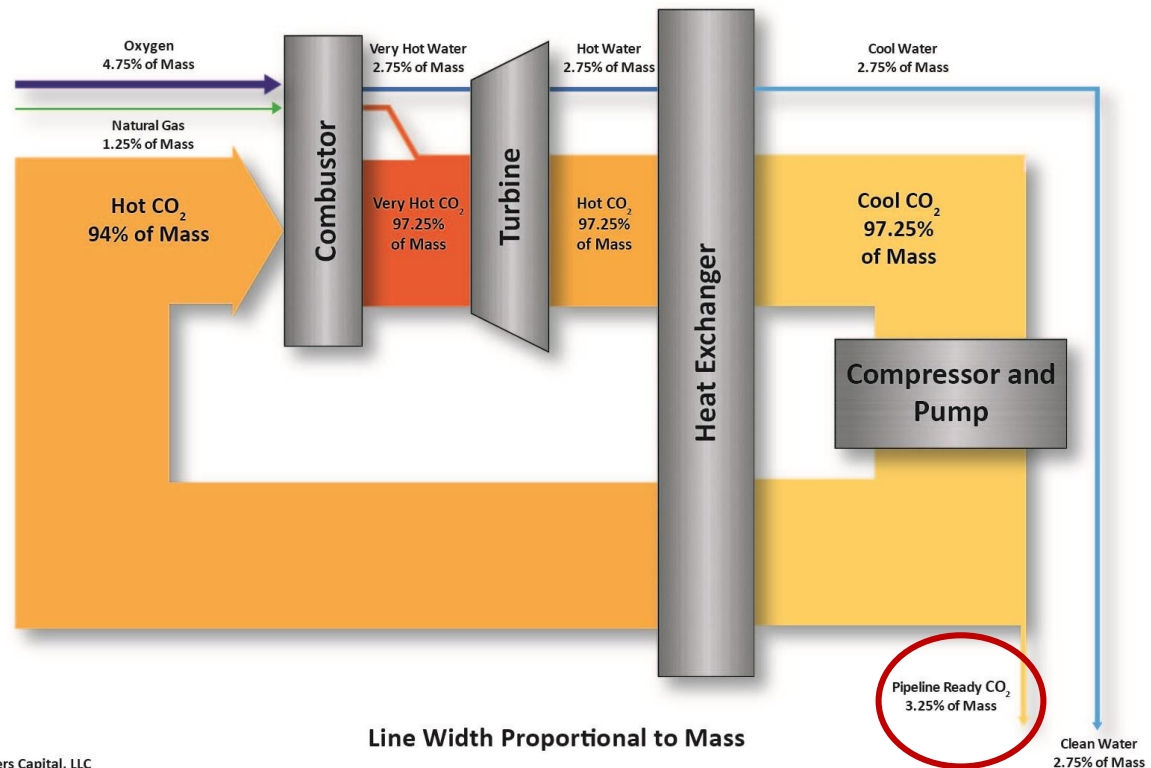 Oxygen
4.75% of Mass
Natural Gas
1.25% of Mass
Hot CO₂
94% of Mass
Combustor
Very Hot Water
2.75% of Mass
Very Hot CO₂
97.25%
of Mass
Turbine
Hot Water
2.75% of Mass
Hot CO₂
97.25%
of Mass
Heat Exchanger
Cool Water
2.75% of Mass
Cool CO₂
97.25%
of Mass
Compressor and
Pump
Pipeline Ready CO₂
3.25% of Mass
Clean Water
2.75% of Mass
Line Width Proportional to Mass
Capital, LLC